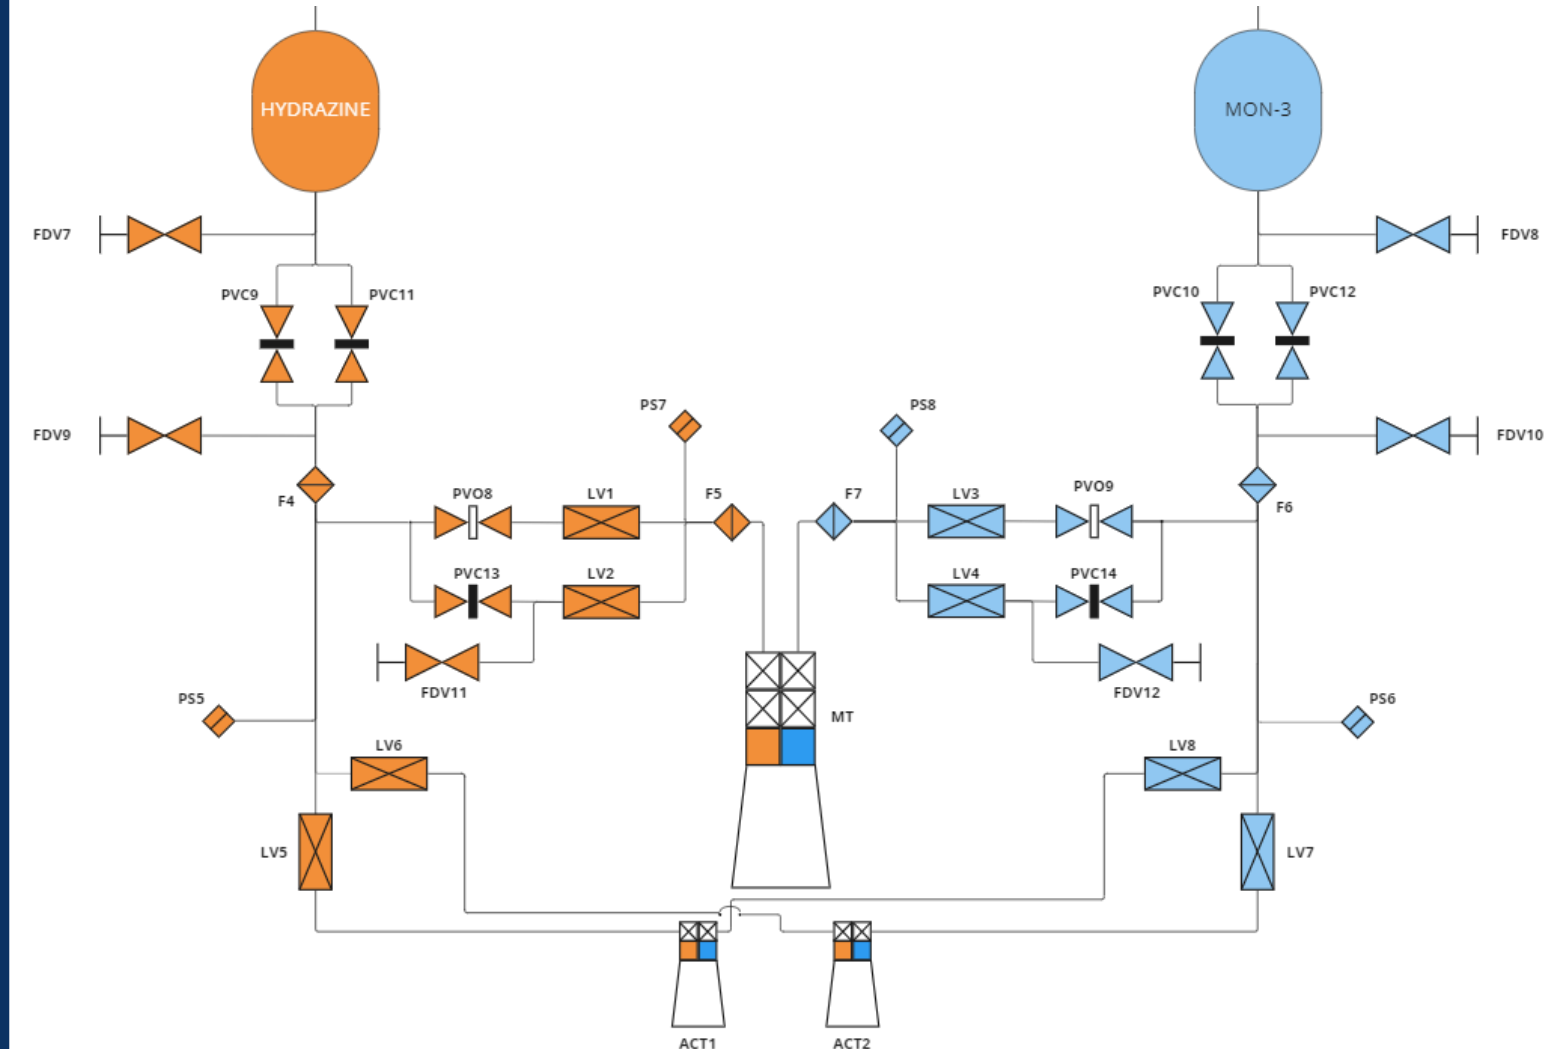 HYDRAZINE
MON-3
FDV7
FDV8
PVC9
PVC11
PVC10
PVC12
PS7
PS8
FDV9
FDV10
F4
PVO8
LV1
F5
F7
LV3
PVO9
F6
PVC13
LV2
LV4
PVC14
FDV11
FDV12
PS5
PS6
MT
LV6
LV8
LV5
LV7
ACT1
ACT2